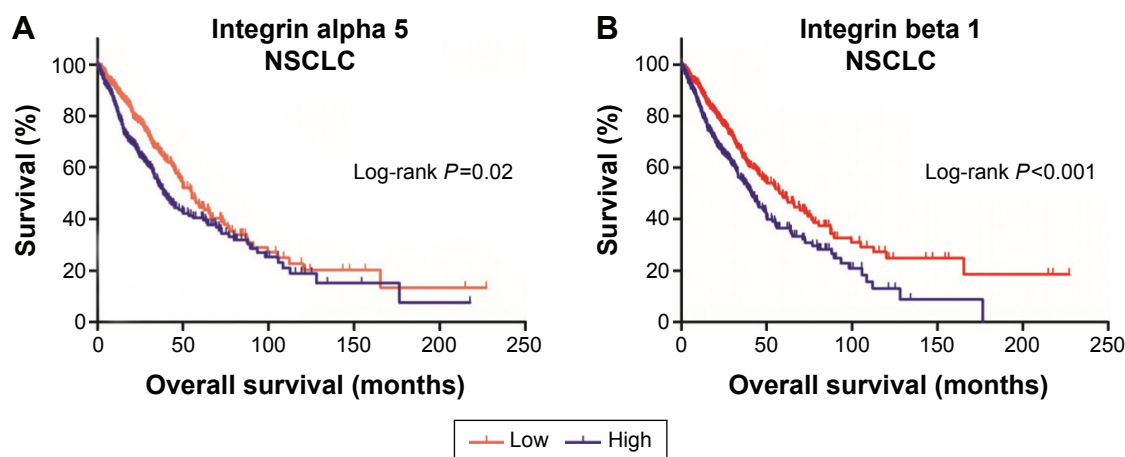 A
Integrin alpha 5
NSCLC
Survival (%)
100
80
60
40
20
0
Log-rank P=0.02
0 50 100 150 200 250
Overall survival (months)
B
Integrin beta 1
NSCLC
Survival (%)
100
80
60
40
20
0
Log-rank P<0.001
0 50 100 150 200 250
Overall survival (months)
Low High